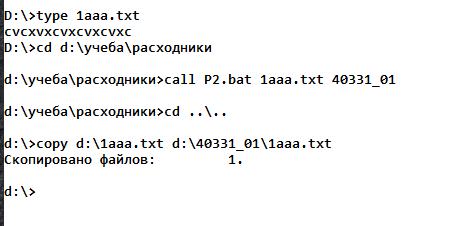 D:\>type 1aaa.txt
cvcxvxcvxcvxcvxc
D:\>cd d:\учеба\расходники
d:\учеба\расходники>call P2.bat 1aaa.txt 40331_01
d:\учеба\расходники>cd ..\..
d:\>copy d:\1aaa.txt d:\40331_01\1aaa.txt
Скопировано файлов:         1.
d:\>